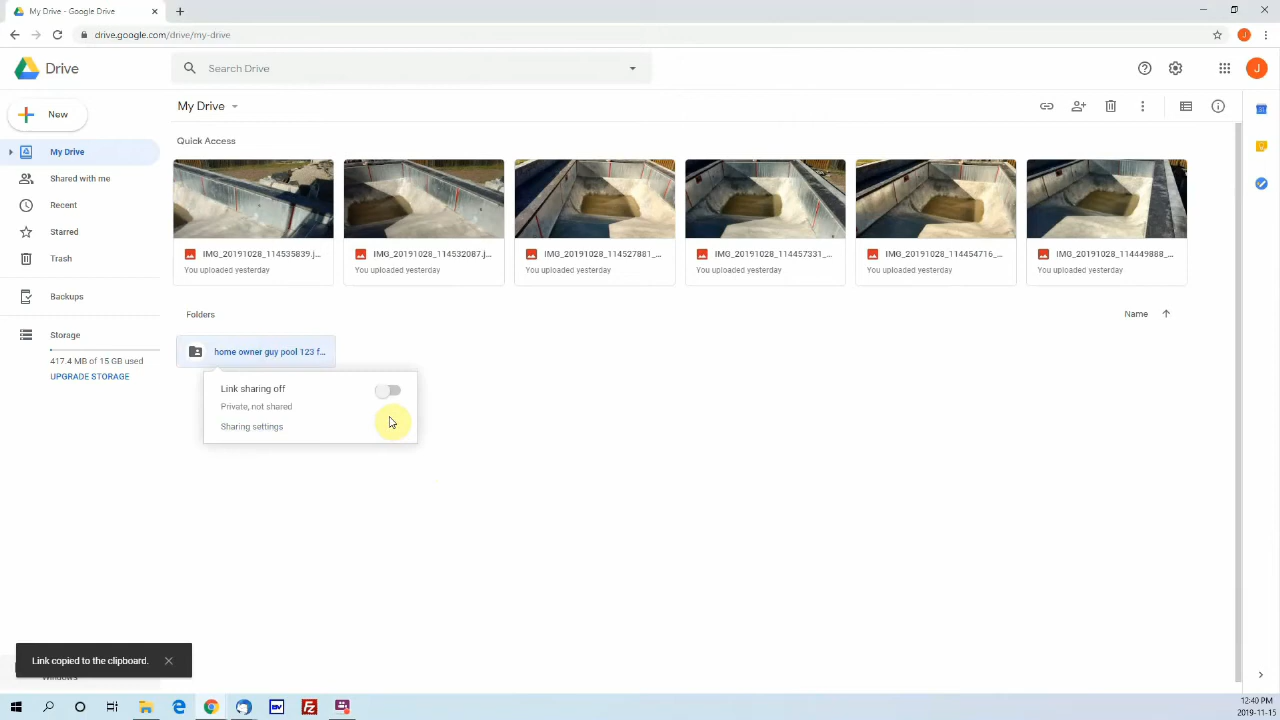 My Drive - Google Drive
drive.google.com/drive/my-drive
J
Drive
Search Drive
J
New
My Drive
Quick Access
My Drive
Shared with me
Recent
Starred
Trash
Backups
Storage
417.4 MB of 15 GB used
UPGRADE STORAGE
IMG_20191028_114535839.j...
You uploaded yesterday
IMG_20191028_114532087.j...
You uploaded yesterday
IMG_20191028_114527881_...
You uploaded yesterday
IMG_20191028_114457331_...
You uploaded yesterday
IMG_20191028_114454716_...
You uploaded yesterday
IMG_20191028_114449888_...
You uploaded yesterday
Folders
Name
home owner guy pool 123 f...
Link sharing off
Private, not shared
Sharing settings
Link copied to the clipboard.
Windows
BV
FZ
12:40 PM
2019-11-15